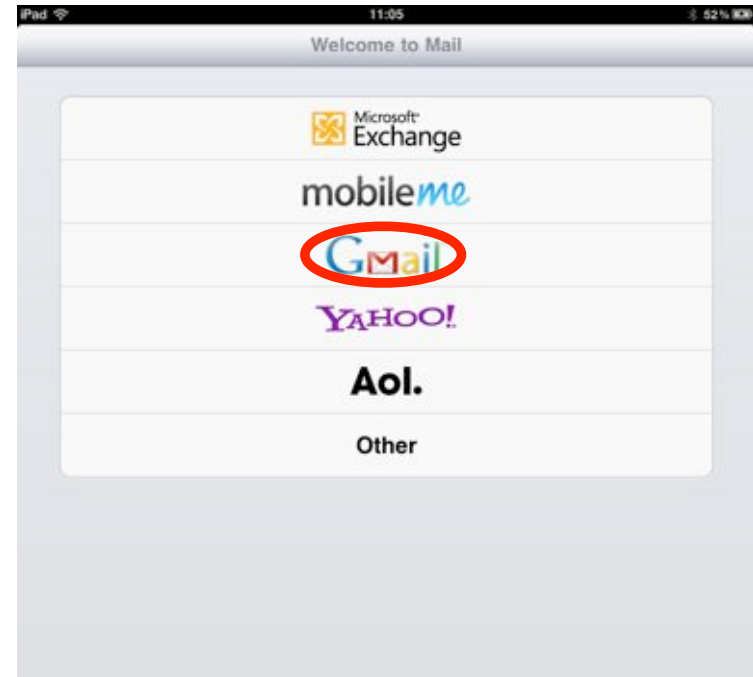 iPad 11:05 52%
Welcome to Mail
Microsoft
Exchange
mobileme
Gmail
YAHOO!
Aol.
Other